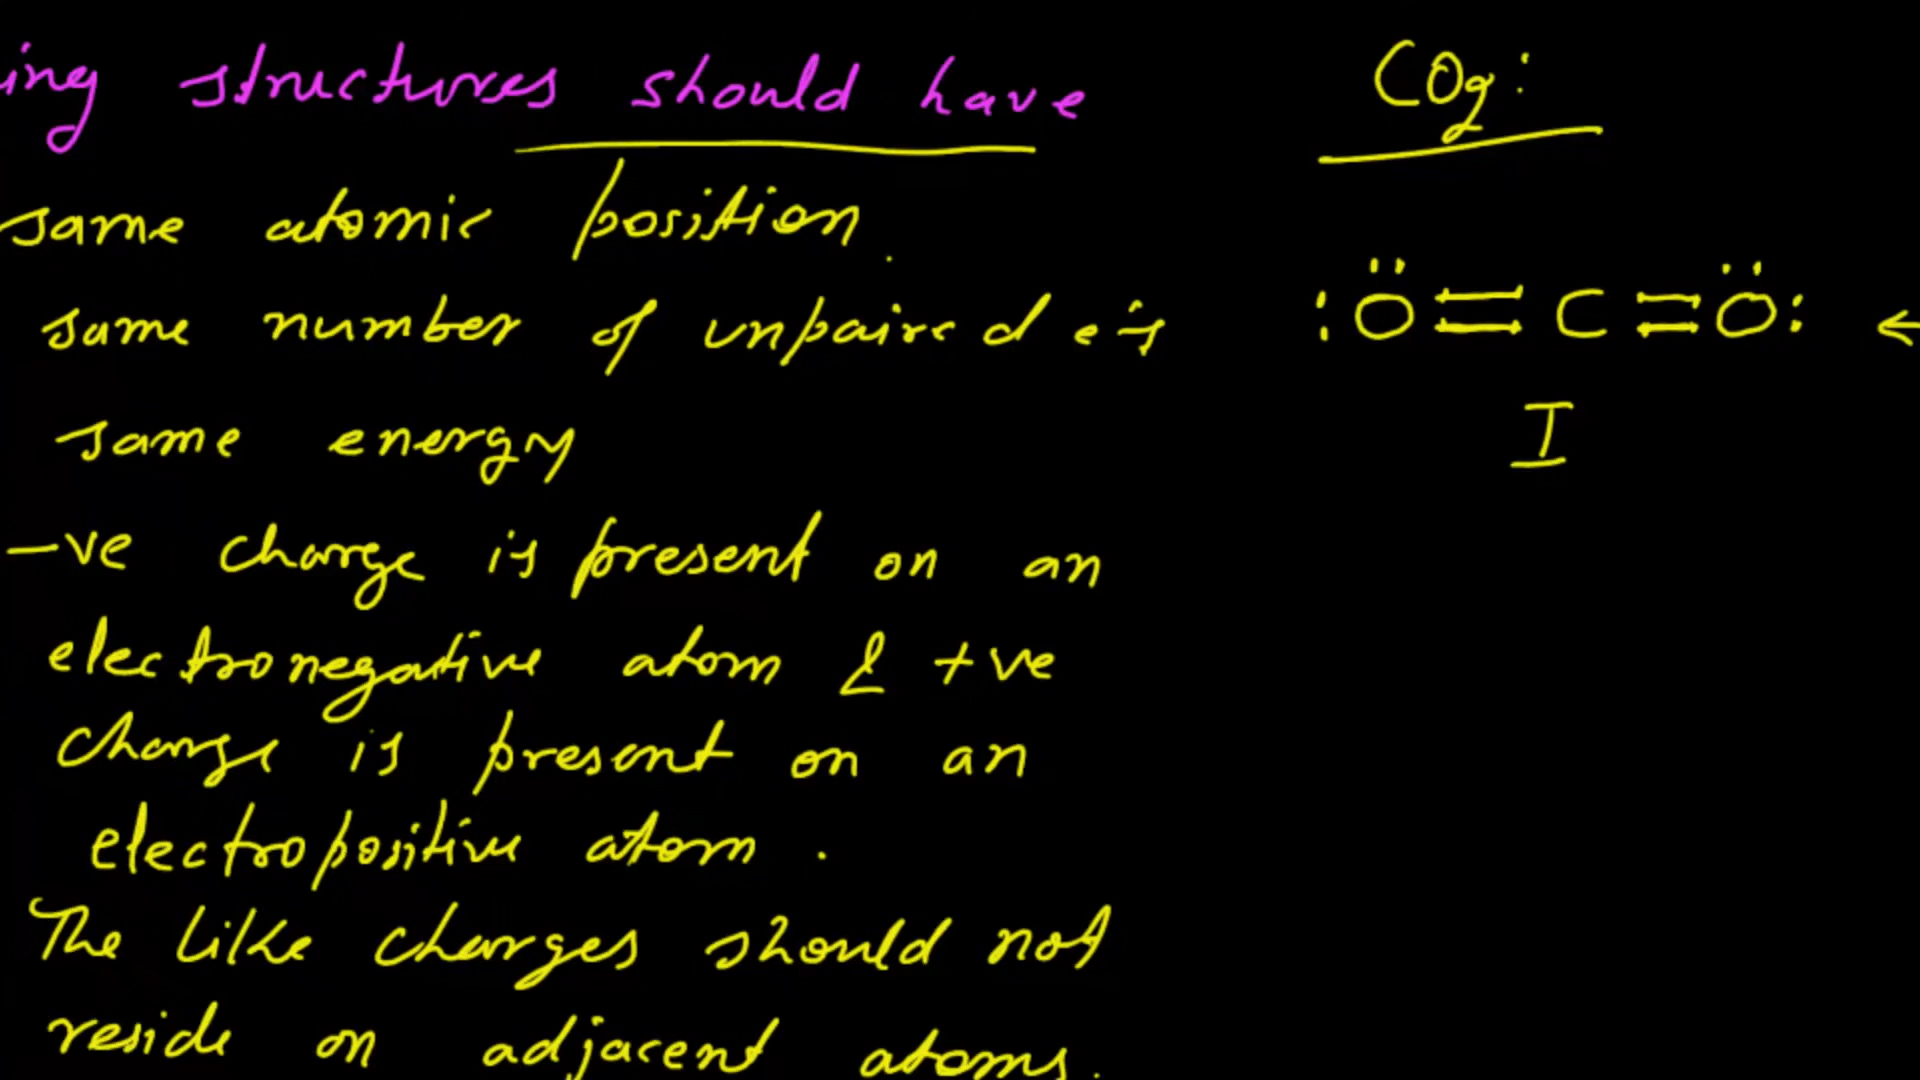 ing structures should have
same atomic position.
same number of unpaired e's
same energy
-ve charge is present on an
electronegative atom & +ve
charge is present on an
electropositive atom.
The like charges should not
reside on adjacent atoms.
CO2:
:Ö=C=Ö: ←
I